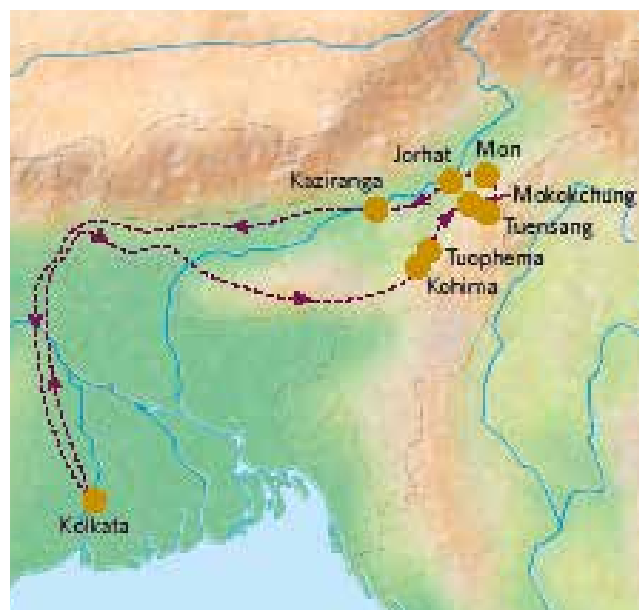 Mon
Jorhat
Kaziranga
Mokokchung
Tuensang
Tuophema
Kohima
Kolkata